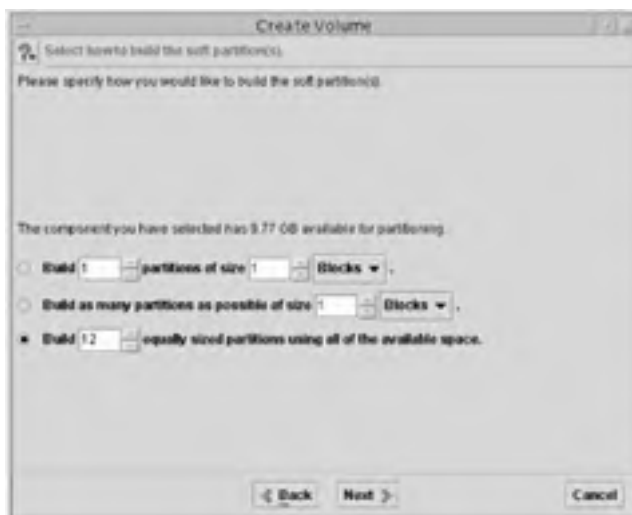 Create Volume
Select how to build the soft partition(s).
Please specify how you would like to build the soft partition(s).
The component you have selected has 9.77 GB available for partitioning.
Build 1 partitions of size 1 Blocks .
Build as many partitions as possible of size 1 Blocks .
Build 12 equally sized partitions using all of the available space.
Back Next Cancel